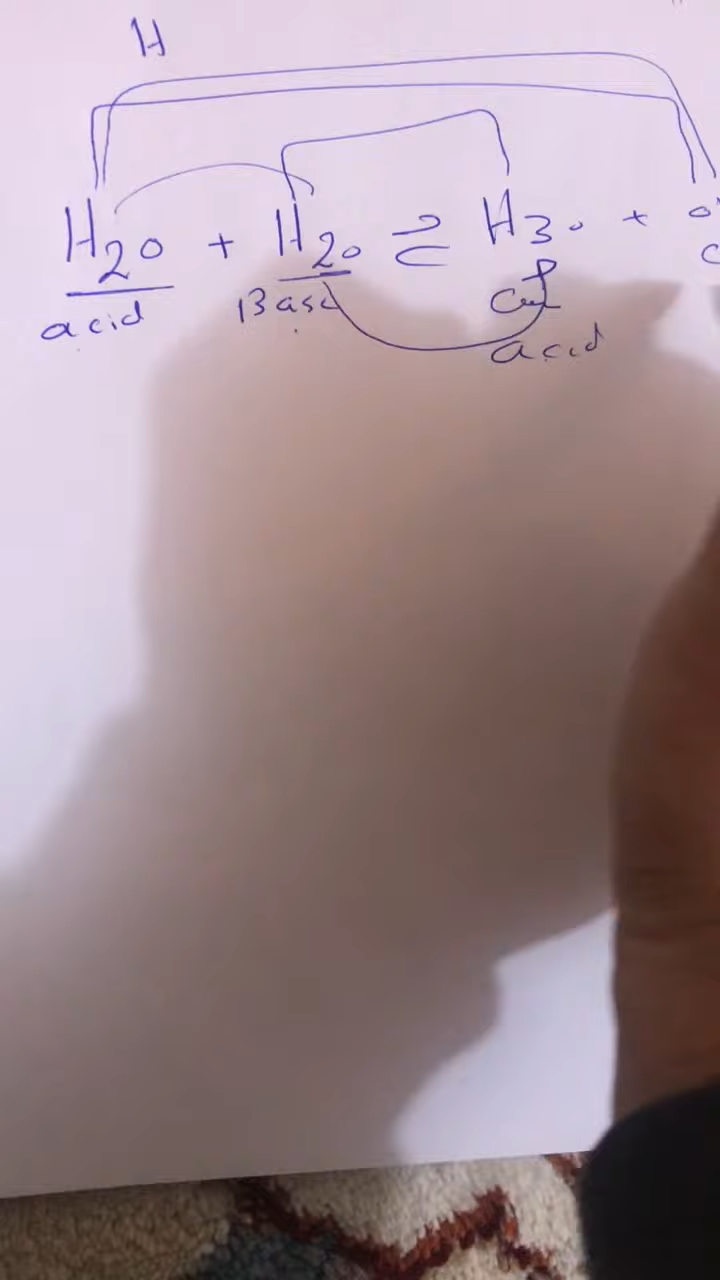 H
H2O + H2O ⇌ H3O +
acid Base
acid